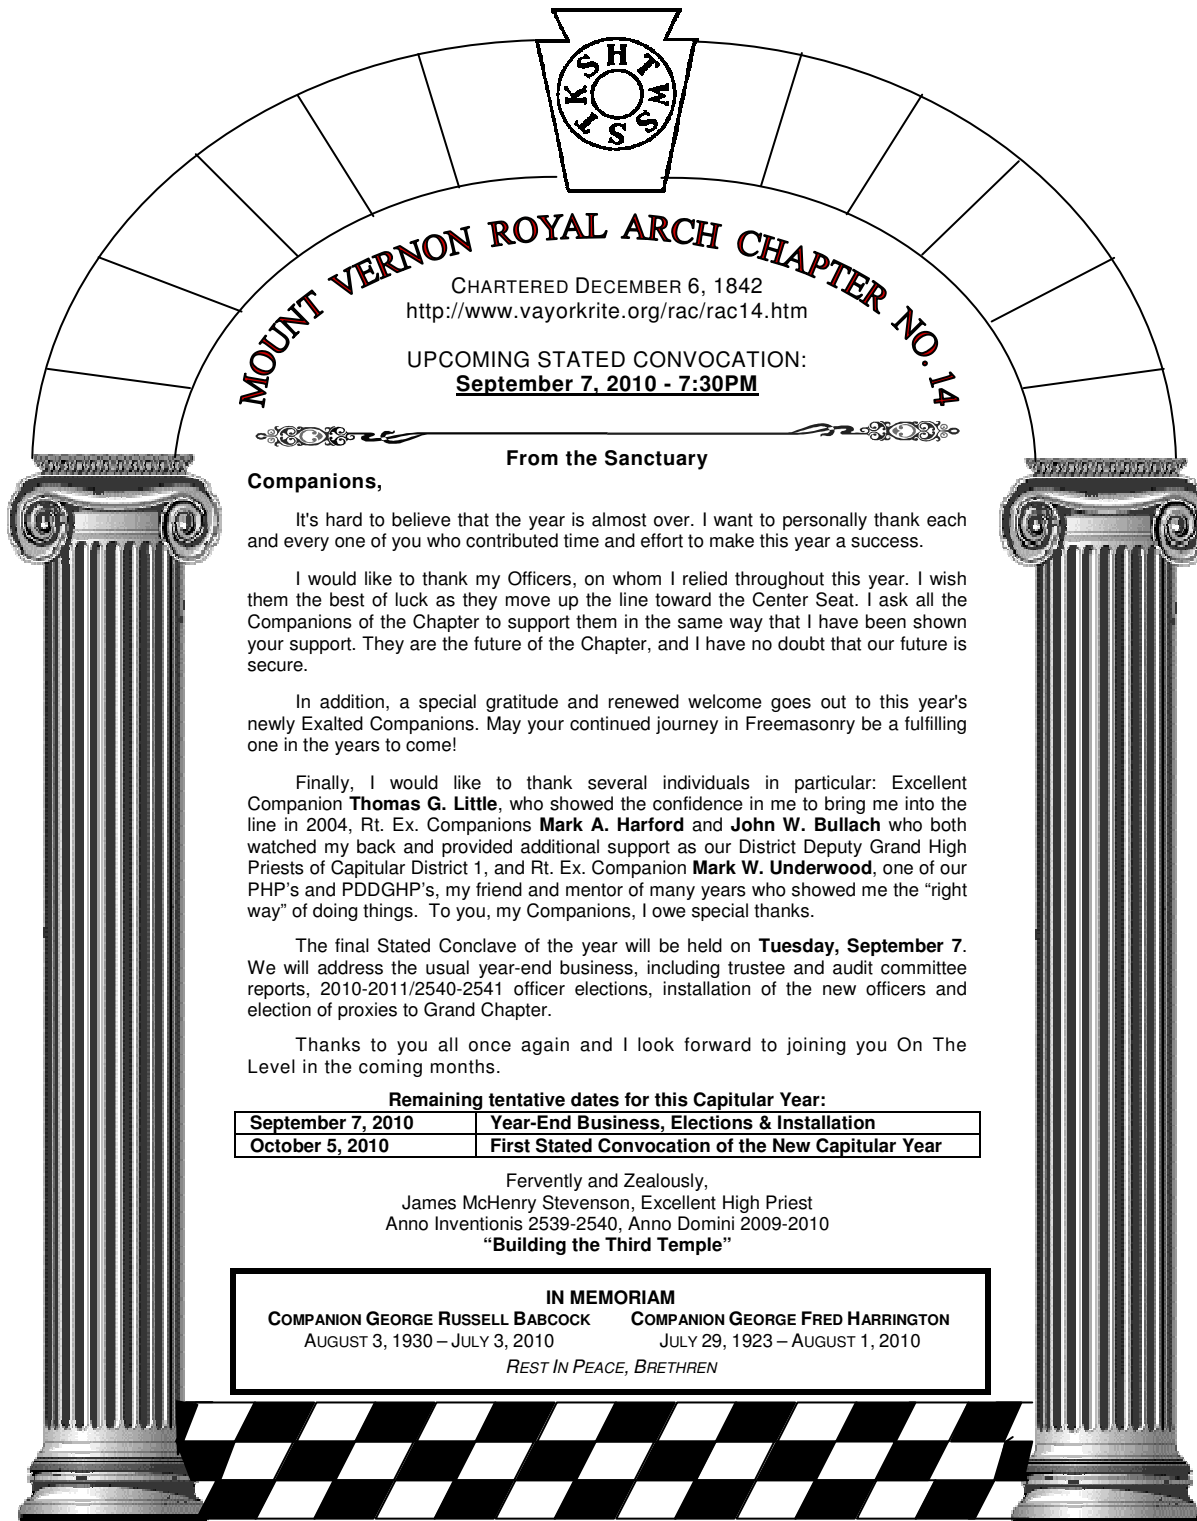 H T W S S T K S
MOUNT VERNON ROYAL ARCH CHAPTER NO. 14
CHARTERED DECEMBER 6, 1842
http://www.vayorkrite.org/rac/rac14.htm
UPCOMING STATED CONVOCATION:
September 7, 2010 - 7:30PM
From the Sanctuary
Companions,
It's hard to believe that the year is almost over. I want to personally thank each
and every one of you who contributed time and effort to make this year a success.
I would like to thank my Officers, on whom I relied throughout this year. I wish
them the best of luck as they move up the line toward the Center Seat. I ask all the
Companions of the Chapter to support them in the same way that I have been shown
your support. They are the future of the Chapter, and I have no doubt that our future is
secure.
In addition, a special gratitude and renewed welcome goes out to this year's
newly Exalted Companions. May your continued journey in Freemasonry be a fulfilling
one in the years to come!
Finally, I would like to thank several individuals in particular: Excellent
Companion Thomas G. Little, who showed the confidence in me to bring me into the
line in 2004, Rt. Ex. Companions Mark A. Harford and John W. Bullach who both
watched my back and provided additional support as our District Deputy Grand High
Priests of Capitular District 1, and Rt. Ex. Companion Mark W. Underwood, one of our
PHP's and PDDGHP's, my friend and mentor of many years who showed me the “right
way” of doing things. To you, my Companions, I owe special thanks.
The final Stated Conclave of the year will be held on Tuesday, September 7.
We will address the usual year-end business, including trustee and audit committee
reports, 2010-2011/2540-2541 officer elections, installation of the new officers and
election of proxies to Grand Chapter.
Thanks to you all once again and I look forward to joining you On The
Level in the coming months.
Remaining tentative dates for this Capitular Year:
September 7, 2010 Year-End Business, Elections & Installation
October 5, 2010 First Stated Convocation of the New Capitular Year
Fervently and Zealously,
James McHenry Stevenson, Excellent High Priest
Anno Inventionis 2539-2540, Anno Domini 2009-2010
“Building the Third Temple”
IN MEMORIAM
COMPANION GEORGE RUSSELL BABCOCK COMPANION GEORGE FRED HARRINGTON
AUGUST 3, 1930 – JULY 3, 2010 JULY 29, 1923 – AUGUST 1, 2010
REST IN PEACE, BRETHREN